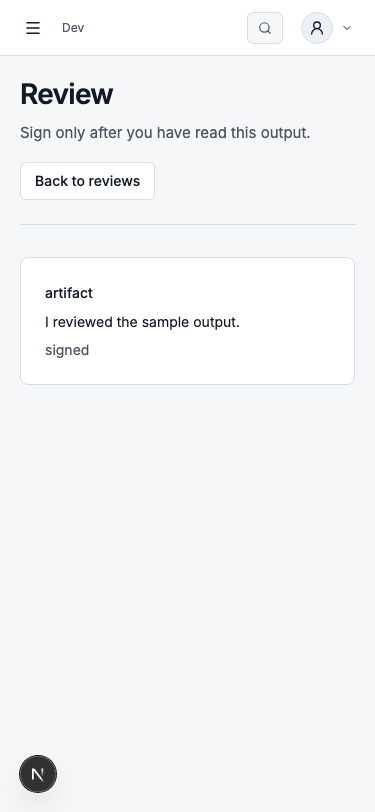 Dev
Review
Sign only after you have read this output.
Back to reviews
artifact
I reviewed the sample output.
signed
N